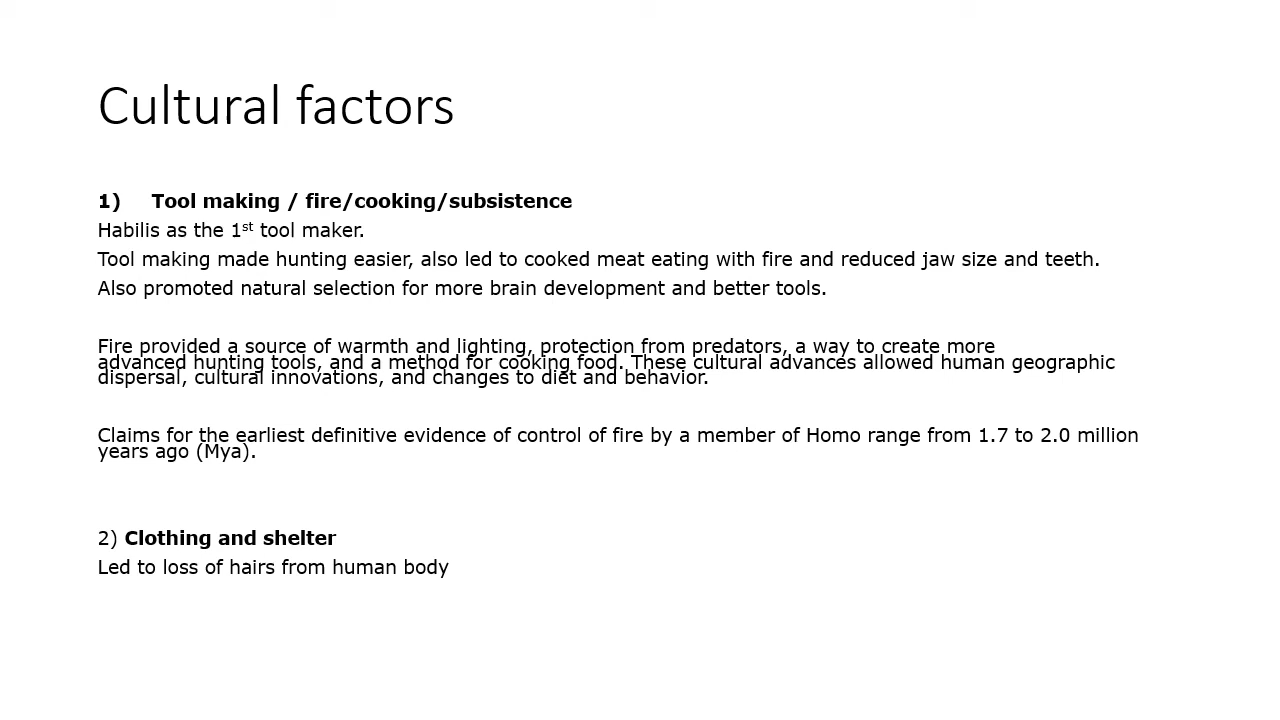 Cultural factors
1) Tool making / fire/cooking/subsistence
Habilis as the 1st tool maker.
Tool making made hunting easier, also led to cooked meat eating with fire and reduced jaw size and teeth.
Also promoted natural selection for more brain development and better tools.
Fire provided a source of warmth and lighting, protection from predators, a way to create more
advanced hunting tools, and a method for cooking food. These cultural advances allowed human geographic
dispersal, cultural innovations, and changes to diet and behavior.
Claims for the earliest definitive evidence of control of fire by a member of Homo range from 1.7 to 2.0 million
years ago (Mya).
2) Clothing and shelter
Led to loss of hairs from human body